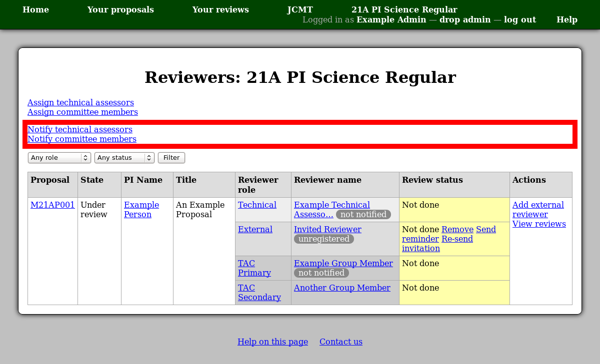 Home Your proposals Your reviews JCMT 21A PI Science Regular
Logged in as Example Admin — drop admin — log out Help
Reviewers: 21A PI Science Regular
Assign technical assessors
Assign committee members
Notify technical assessors
Notify committee members
Any role Any status Filter
Proposal State PI Name Title Reviewer role Reviewer name Review status Actions
M21AP001 Under review Example Person An Example Proposal
Technical Example Technical Assesso... not notified Not done
Add external reviewer
View reviews
External Invited Reviewer unregistered Not done Remove Send reminder Re-send invitation
TAC Primary Example Group Member not notified Not done
TAC Secondary Another Group Member Not done
Help on this page Contact us